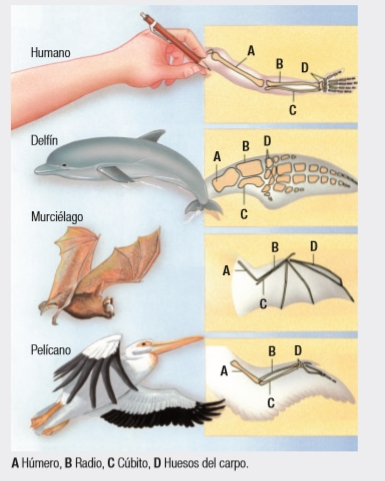 Humano
A
B
D
C
Delfín
A
B
D
C
Murciélago
A
B
D
C
Pelícano
A
B
D
C
A Húmero, B Radio, C Cúbito, D Huesos del carpo.